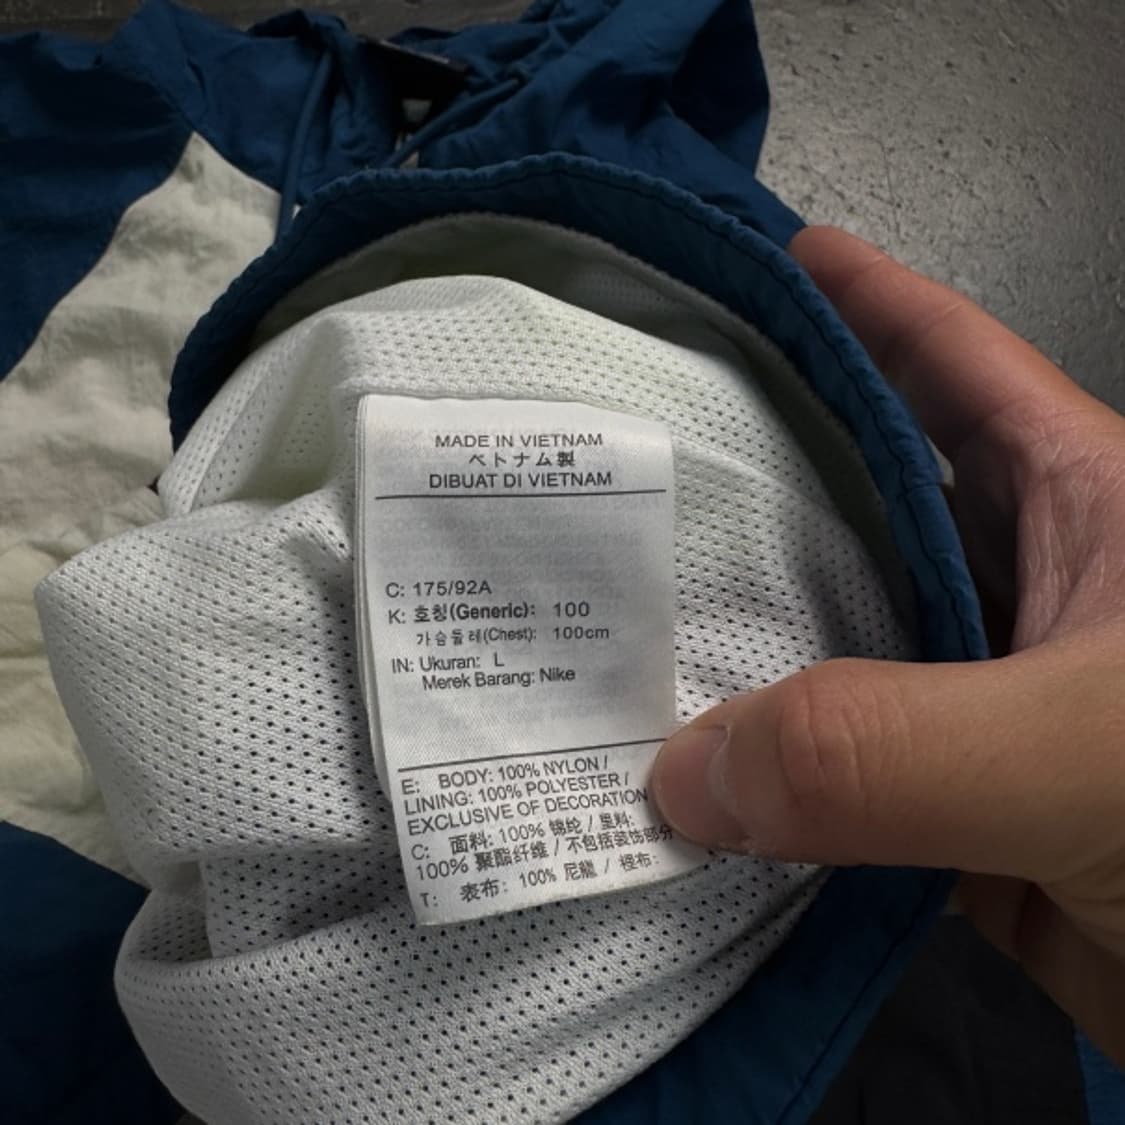 MADE IN VIETNAM
ベトナム製
DIBUAT DI VIETNAM
C: 175/92A
K: 호칭(Generic): 100
가슴둘레(Chest): 100cm
IN: Ukuran: L
Merek Barang: Nike
E: BODY: 100% NYLON /
LINING: 100% POLYESTER /
EXCLUSIVE OF DECORATION
C: 面料: 100% 锦纶 / 里料:
100% 聚酯纤维 / 不包括装饰部分
T: 表布: 100% 尼龍 / 裡布: